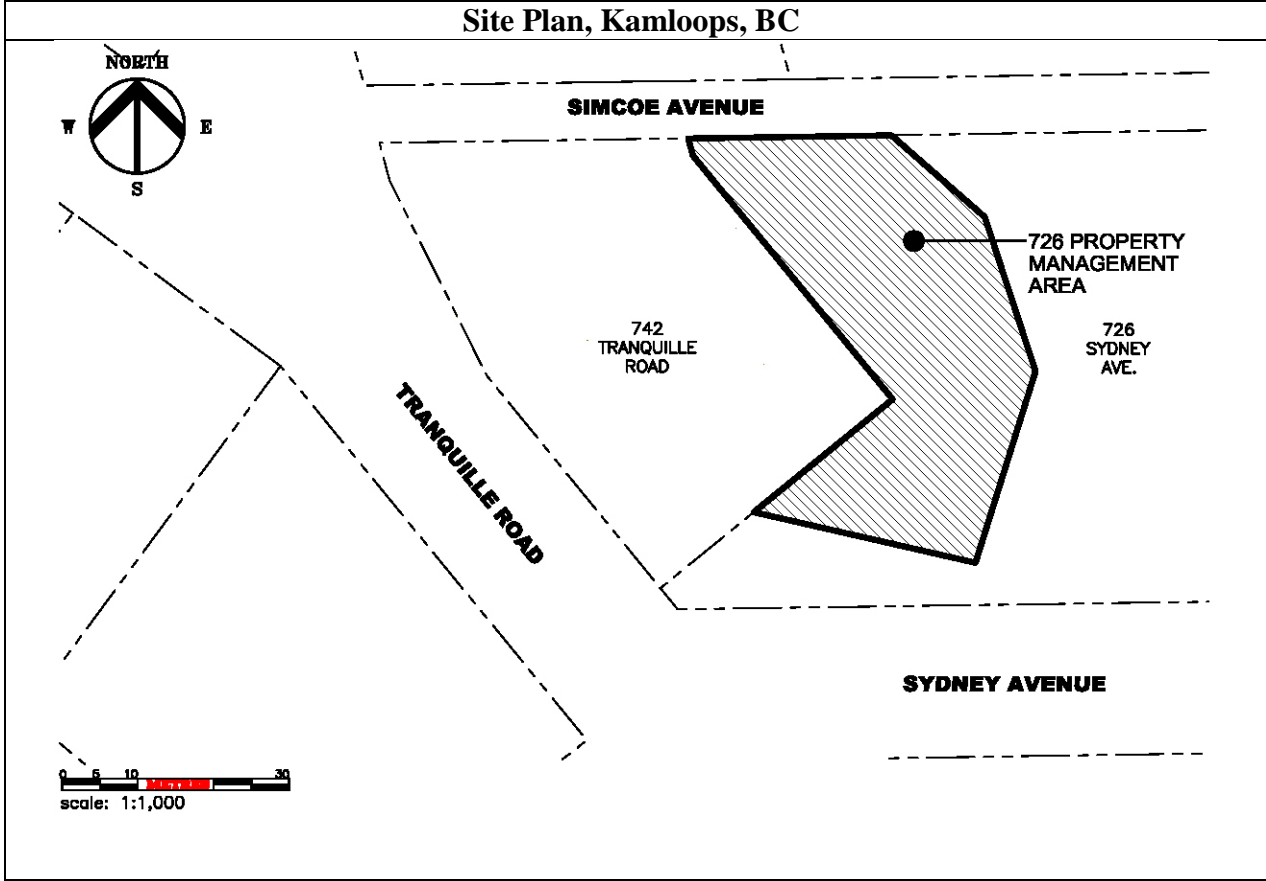 Site Plan, Kamloops, BC
NORTH
W E
S
SIMCOE AVENUE
726 PROPERTY
MANAGEMENT
AREA
742
TRANQUILLE
ROAD
726
SYDNEY
AVE.
TRANQUILLE ROAD
SYDNEY AVENUE
0 5 10 30
METRES
scale: 1:1,000